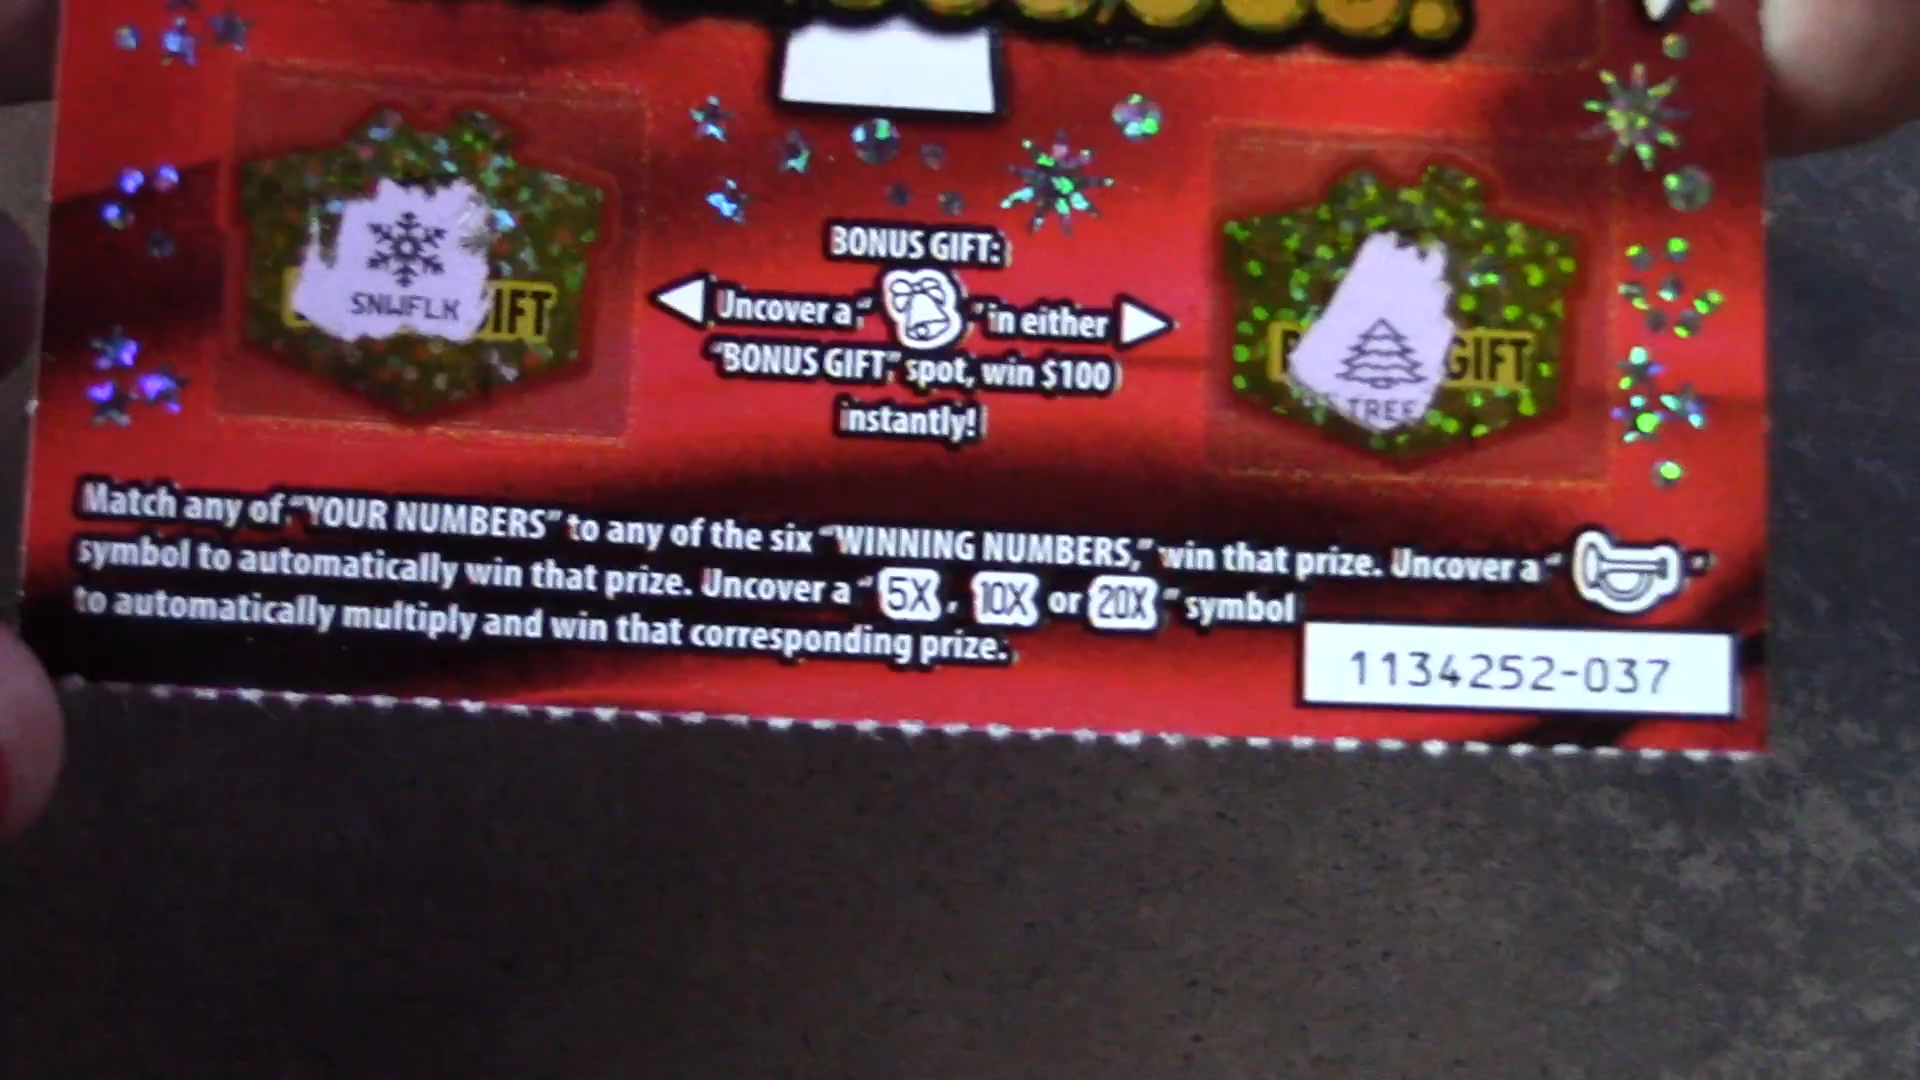 SNWFLK
IFT
BONUS GIFT:
Uncover a " " in either
"BONUS GIFT" spot, win $100
instantly!
GIFT
TREE
Match any of "YOUR NUMBERS" to any of the six "WINNING NUMBERS," win that prize. Uncover a " "
symbol to automatically win that prize. Uncover a " 5X, 10X or 20X " symbol
to automatically multiply and win that corresponding prize.
1134252-037